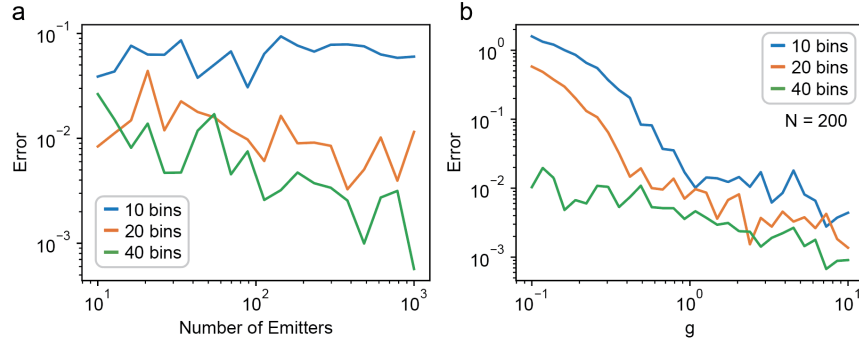 a
10⁻¹
10⁻²
10⁻³
Error
10 bins
20 bins
40 bins
10¹
10²
10³
Number of Emitters
b
10⁰
10⁻¹
10⁻²
10⁻³
Error
10 bins
20 bins
40 bins
N = 200
10⁻¹
10⁰
10¹
g